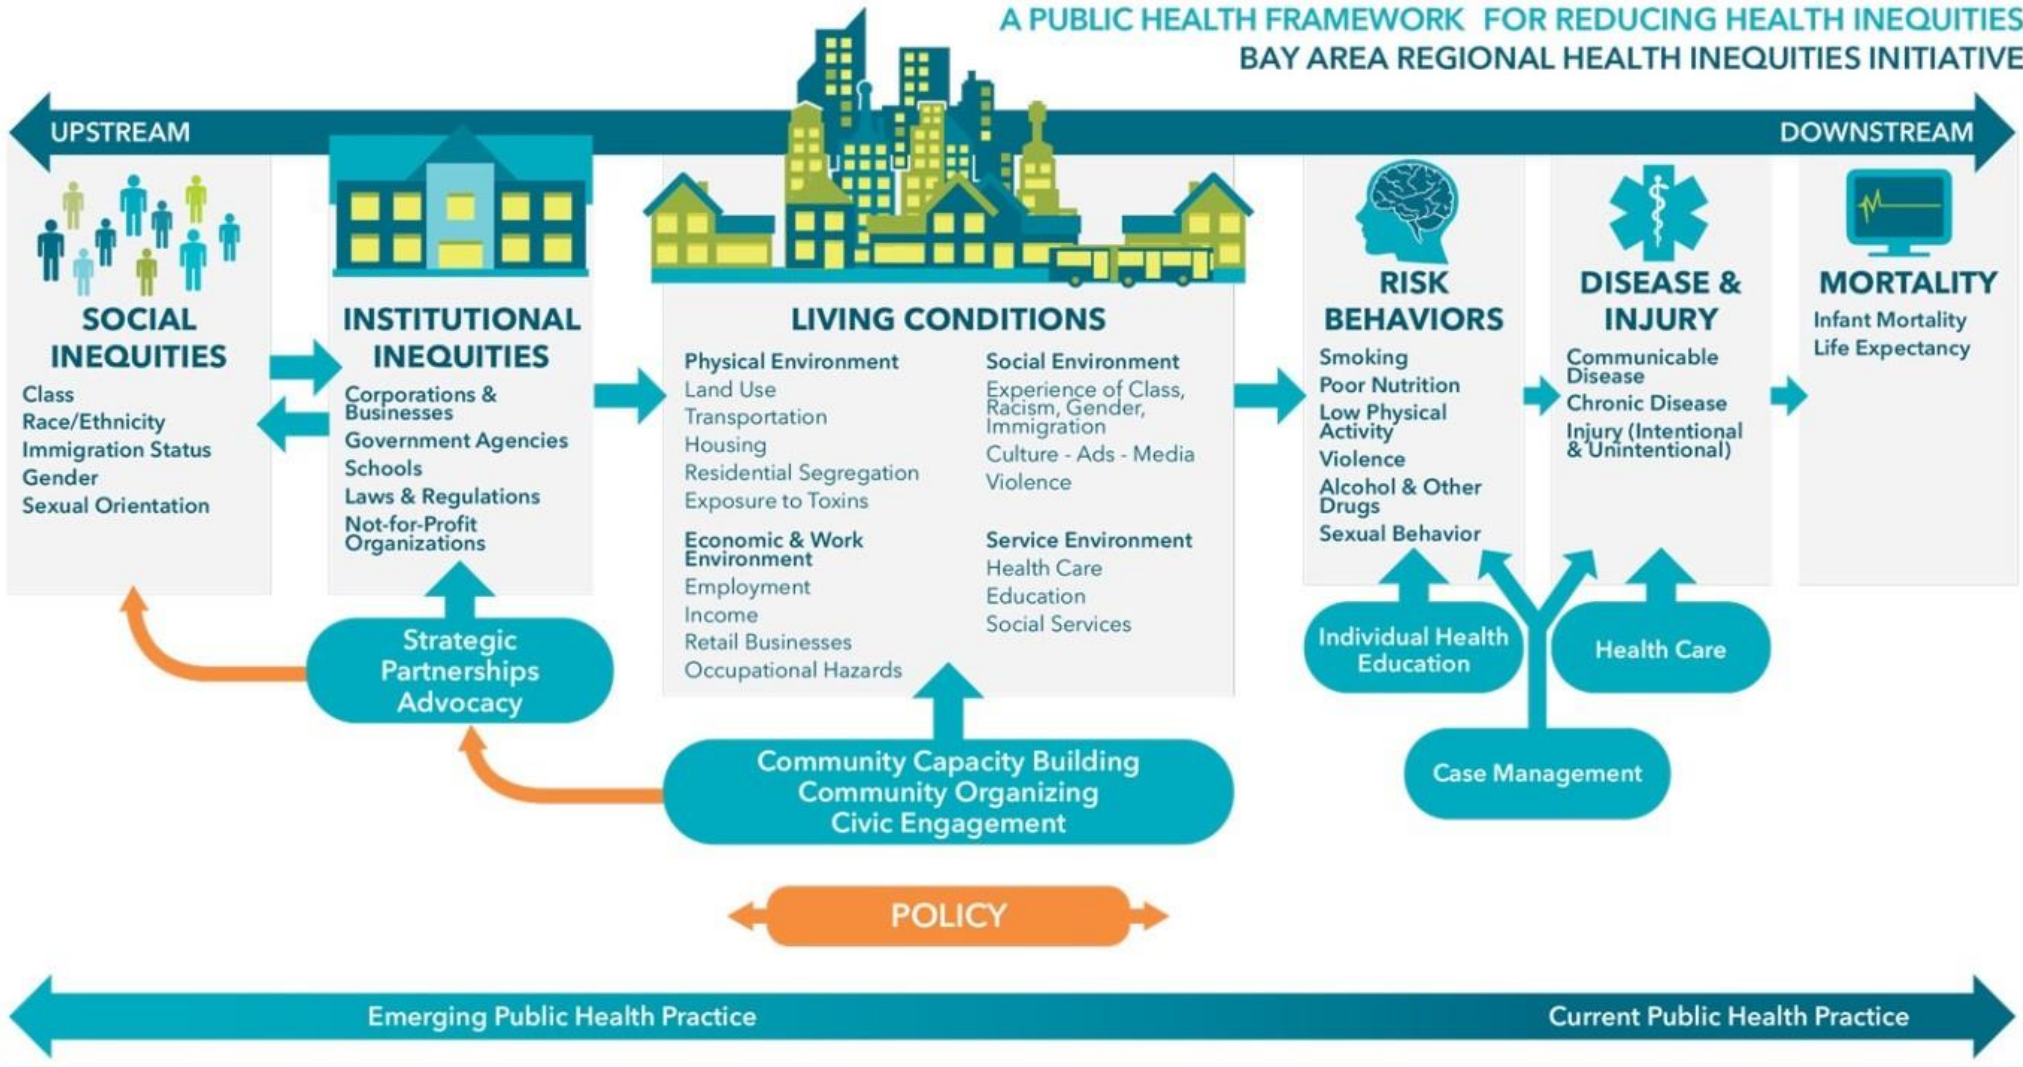 A PUBLIC HEALTH FRAMEWORK FOR REDUCING HEALTH INEQUITIES
BAY AREA REGIONAL HEALTH INEQUITIES INITIATIVE
UPSTREAM
DOWNSTREAM
SOCIAL
INEQUITIES
Class
Race/Ethnicity
Immigration Status
Gender
Sexual Orientation
INSTITUTIONAL
INEQUITIES
Corporations &
Businesses
Government Agencies
Schools
Laws & Regulations
Not-for-Profit
Organizations
LIVING CONDITIONS
Physical Environment
Land Use
Transportation
Housing
Residential Segregation
Exposure to Toxins
Economic & Work
Environment
Employment
Income
Retail Businesses
Occupational Hazards
Social Environment
Experience of Class,
Racism, Gender,
Immigration
Culture - Ads - Media
Violence
Service Environment
Health Care
Education
Social Services
RISK
BEHAVIORS
Smoking
Poor Nutrition
Low Physical
Activity
Violence
Alcohol & Other
Drugs
Sexual Behavior
DISEASE &
INJURY
Communicable
Disease
Chronic Disease
Injury (Intentional
& Unintentional)
MORTALITY
Infant Mortality
Life Expectancy
Strategic
Partnerships
Advocacy
Community Capacity Building
Community Organizing
Civic Engagement
Individual Health
Education
Health Care
Case Management
POLICY
Emerging Public Health Practice
Current Public Health Practice